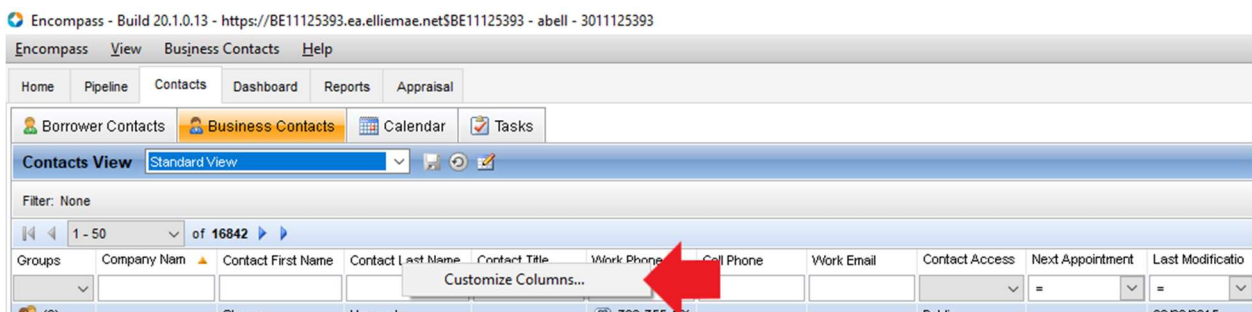 Encompass - Build 20.1.0.13 - https://BE11125393.ea.elliemae.net$BE11125393 - abell - 3011125393
Encompass View Business Contacts Help
Home Pipeline Contacts Dashboard Reports Appraisal
Borrower Contacts Business Contacts Calendar Tasks
Contacts View Standard View
Filter: None
1 - 50 of 16842
Groups Company Nam Contact First Name Contact Last Name Contact Title Work Phone Cell Phone Work Email Contact Access Next Appointment Last Modificatio
Customize Columns...
= =